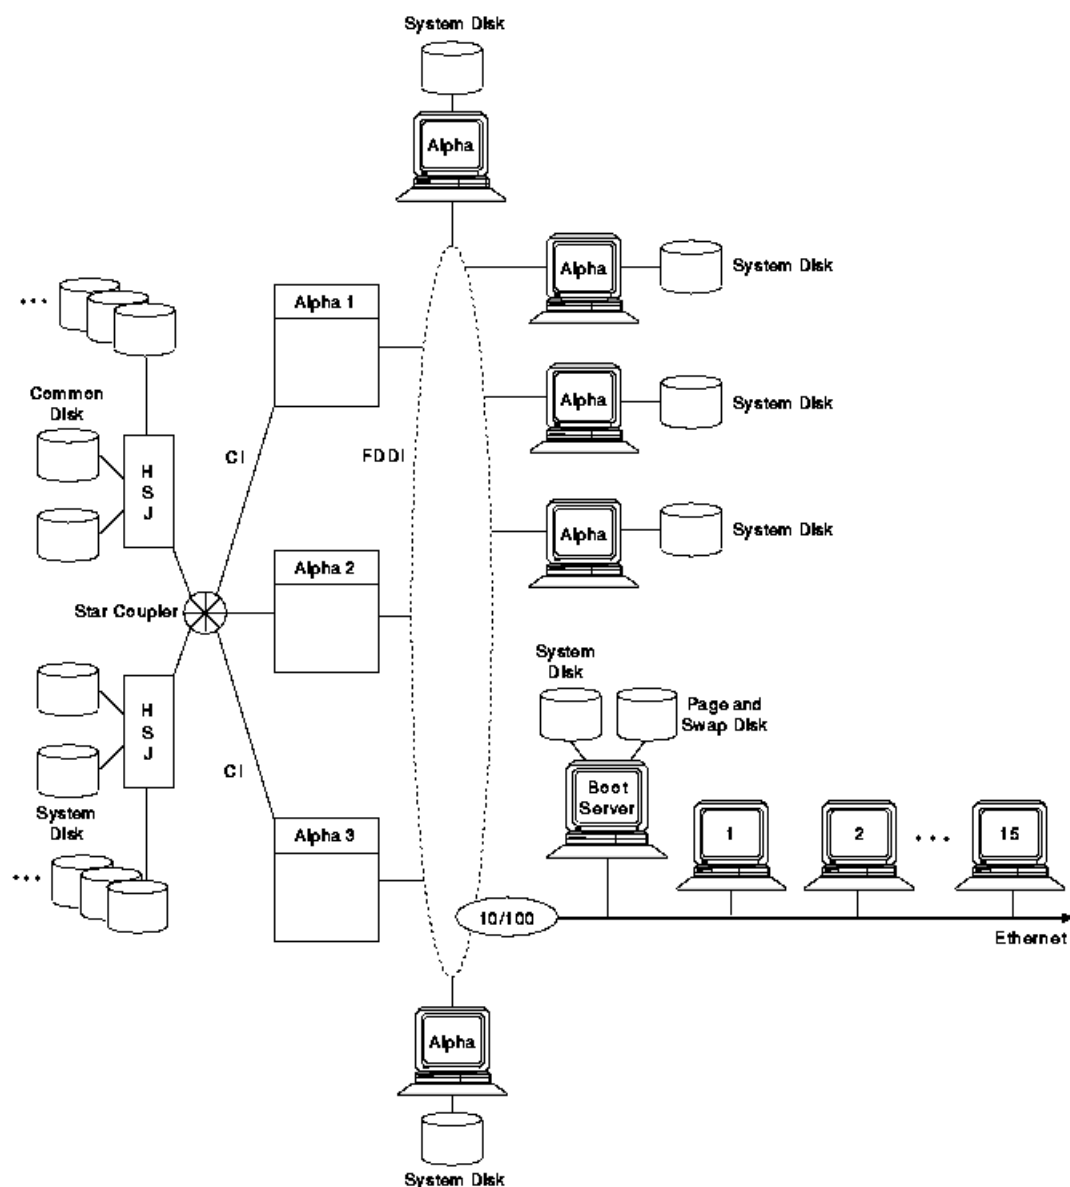 System Disk
Alpha
Alpha
System Disk
...
Alpha 1
Common
Disk
Alpha
System Disk
CI
FDDI
H
S
J
Alpha
System Disk
Alpha 2
Star Coupler
System
Disk
Page and
Swap Disk
H
S
J
CI
Boot
Server
System
Disk
Alpha 3
1
2
...
15
...
10/100
Ethernet
Alpha
System Disk